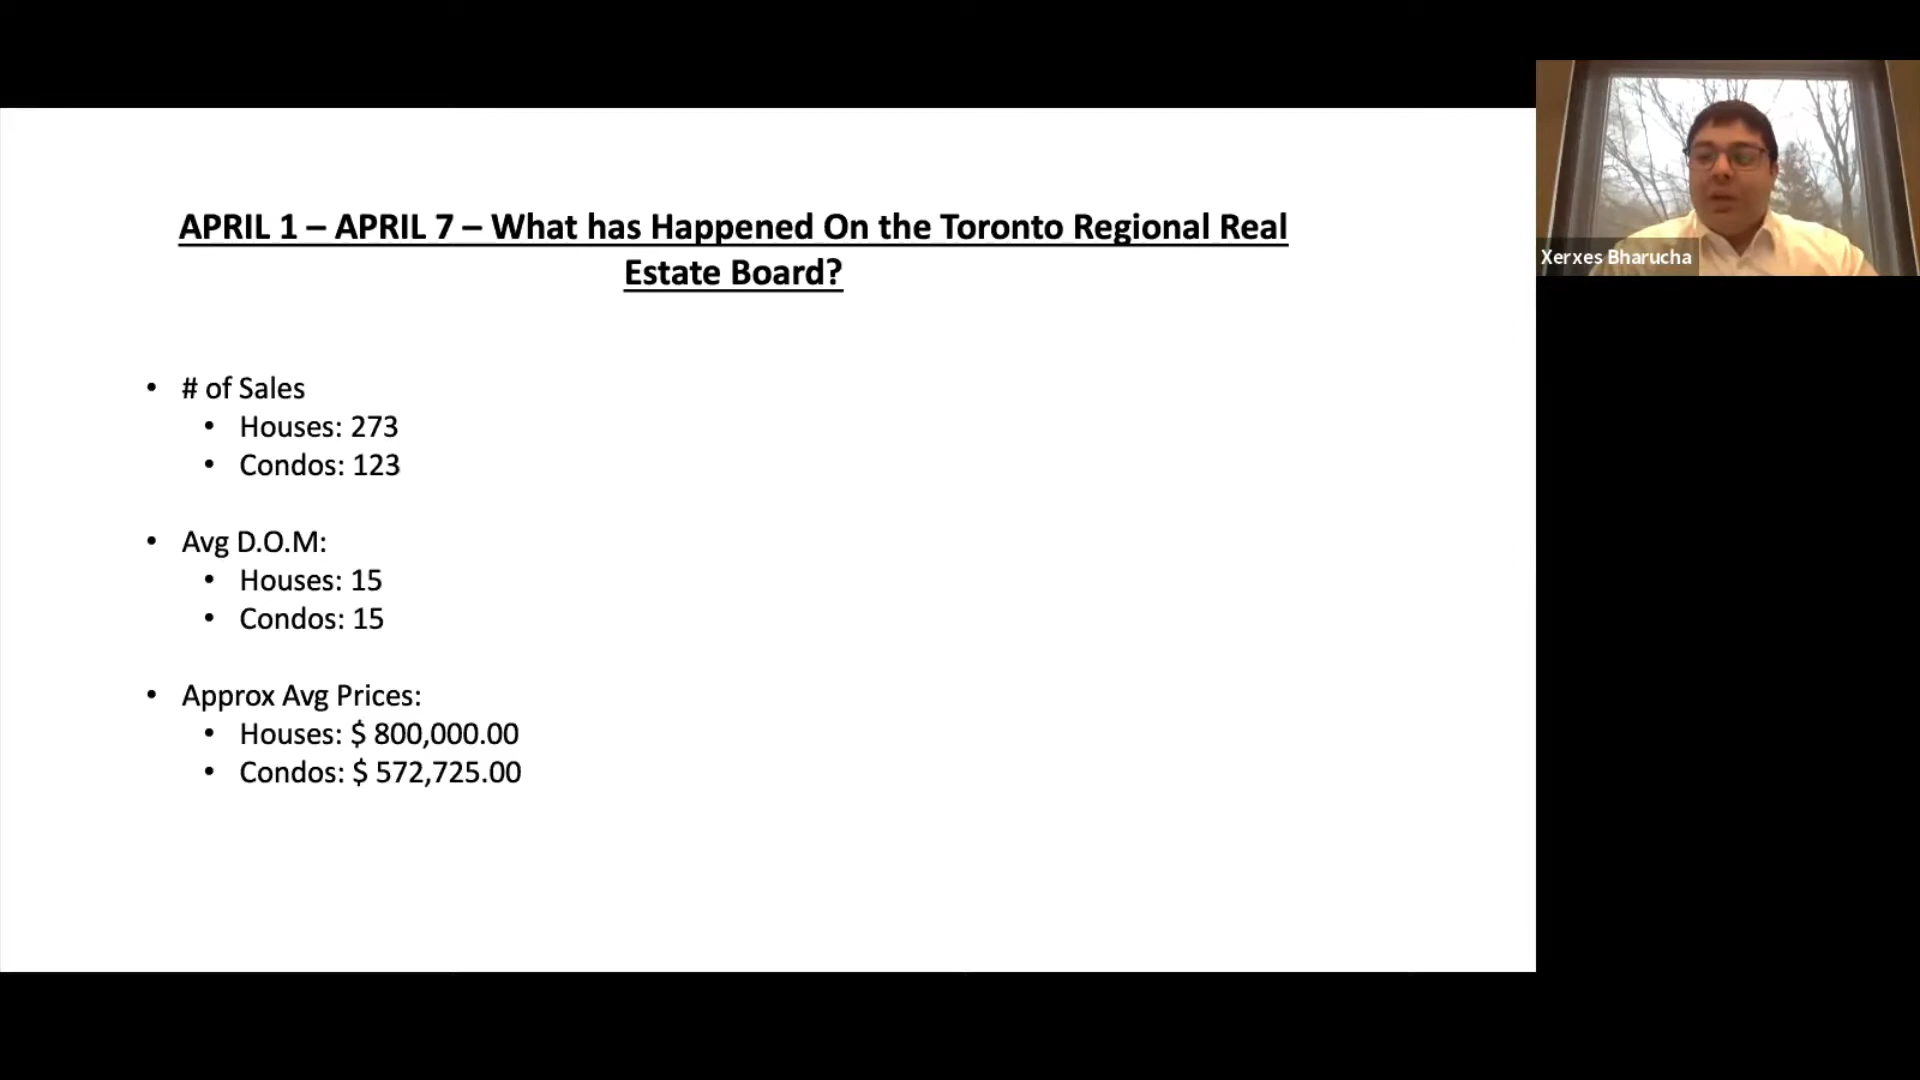 APRIL 1 – APRIL 7 – What has Happened On the Toronto Regional Real
Estate Board?
Xerxes Bharucha
• # of Sales
• Houses: 273
• Condos: 123
• Avg D.O.M:
• Houses: 15
• Condos: 15
• Approx Avg Prices:
• Houses: $ 800,000.00
• Condos: $ 572,725.00